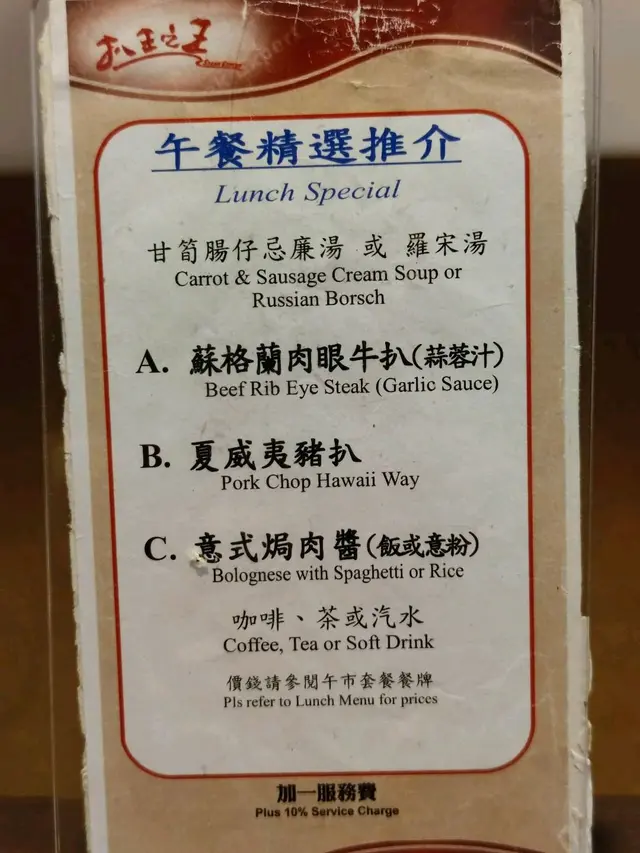 扒王之王
午餐精選推介
Lunch Special
甘筍腸仔忌廉湯 或 羅宋湯
Carrot & Sausage Cream Soup or
Russian Borsch
A. 蘇格蘭肉眼牛扒(蒜蓉汁)
Beef Rib Eye Steak (Garlic Sauce)
B. 夏威夷豬扒
Pork Chop Hawaii Way
C. 意式焗肉醬(飯或意粉)
Bolognese with Spaghetti or Rice
咖啡、茶或汽水
Coffee, Tea or Soft Drink
價錢請參閱午市套餐餐牌
Pls refer to Lunch Menu for prices
加一服務費
Plus 10% Service Charge